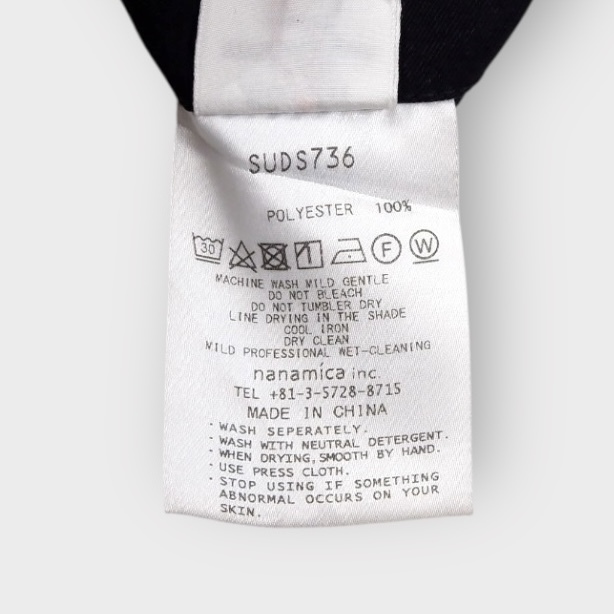 SUDS736
POLYESTER 100%
30 F W
MACHINE WASH MILD GENTLE
DO NOT BLEACH
DO NOT TUMBLER DRY
LINE DRYING IN THE SHADE
COOL IRON
DRY CLEAN
MILD PROFESSIONAL WET-CLEANING
nanamica inc.
TEL +81-3-5728-8715
MADE IN CHINA
・WASH SEPERATELY.
・WASH WITH NEUTRAL DETERGENT.
・WHEN DRYING, SMOOTH BY HAND.
・USE PRESS CLOTH.
・STOP USING IF SOMETHING
ABNORMAL OCCURS ON YOUR
SKIN.